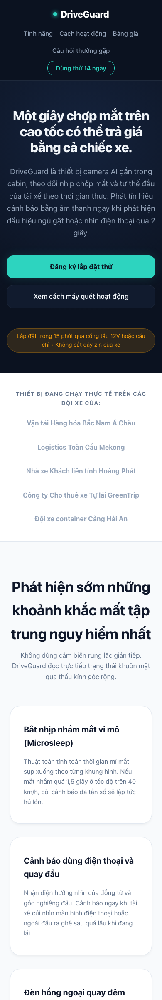 DriveGuard
Tính năng
Cách hoạt động
Bảng giá
Câu hỏi thường gặp
Dùng thử 14 ngày
Một giây chợp mắt trên
cao tốc có thể trả giá
bằng cả chiếc xe.
DriveGuard là thiết bị camera AI gắn trong
cabin, theo dõi nhịp chớp mắt và tư thế đầu
của tài xế theo thời gian thực. Phát tín hiệu
cảnh báo bằng âm thanh ngay khi phát hiện
dấu hiệu ngủ gật hoặc nhìn điện thoại quá 2
giây.
Đăng ký lắp đặt thử
Xem cách máy quét hoạt động
Lắp đặt trong 15 phút qua cổng tẩu 12V hoặc cầu
chì • Không cắt dây zin của xe
THIẾT BỊ ĐANG CHẠY THỰC TẾ TRÊN CÁC
ĐỘI XE CỦA:
Vận tải Hàng hóa Bắc Nam Á Châu
Logistics Toàn Cầu Mekong
Nhà xe Khách liên tỉnh Hoàng Phát
Công ty Cho thuê xe Tự lái GreenTrip
Đội xe container Cảng Hải An
Phát hiện sớm những
khoảnh khắc mất tập
trung nguy hiểm nhất
Không dùng cảm biến rung lắc gián tiếp.
DriveGuard đọc trực tiếp trạng thái khuôn mặt
qua thấu kính góc rộng.
Bắt nhịp nhắm mắt vi mô
(Microsleep)
Thuật toán tính toán thời gian mí mắt
sụp xuống theo từng khung hình. Nếu
mắt nhắm quá 1,5 giây ở tốc độ trên 40
km/h, còi cảnh báo đa tần số sẽ lập tức
hú lớn.
Cảnh báo dùng điện thoại và
quay đầu
Nhận diện hướng nhìn của đồng tử và
góc nghiêng đầu. Cảnh báo ngay khi tài
xế cúi nhìn màn hình điện thoại hoặc
ngoái đầu ra ghế sau quá lâu khi đang
lái.
Đèn hồng ngoại quay đêm